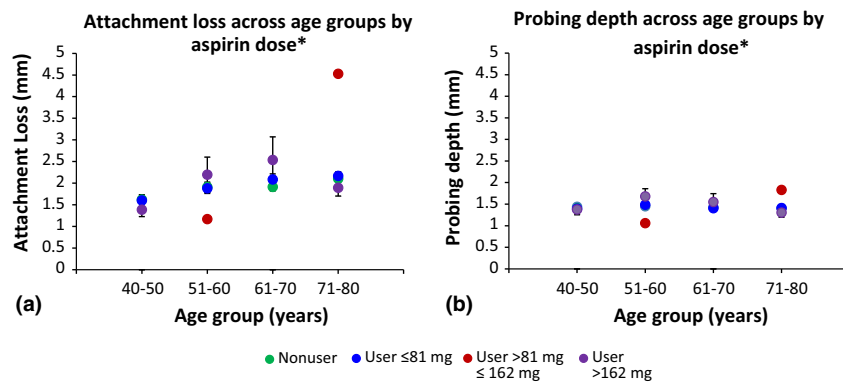 Attachment loss across age groups by
aspirin dose*
5
4.5
4
3.5
3
2.5
2
1.5
1
0.5
0
Attachment Loss (mm)
40-50 51-60 61-70 71-80
Age group (years)
(a)
Probing depth across age groups by
aspirin dose*
5
4.5
4
3.5
3
2.5
2
1.5
1
0.5
0
Probing depth (mm)
40-50 51-60 61-70 71-80
Age group (years)
(b)
Nonuser User ≤81 mg User >81 mg User
≤ 162 mg >162 mg